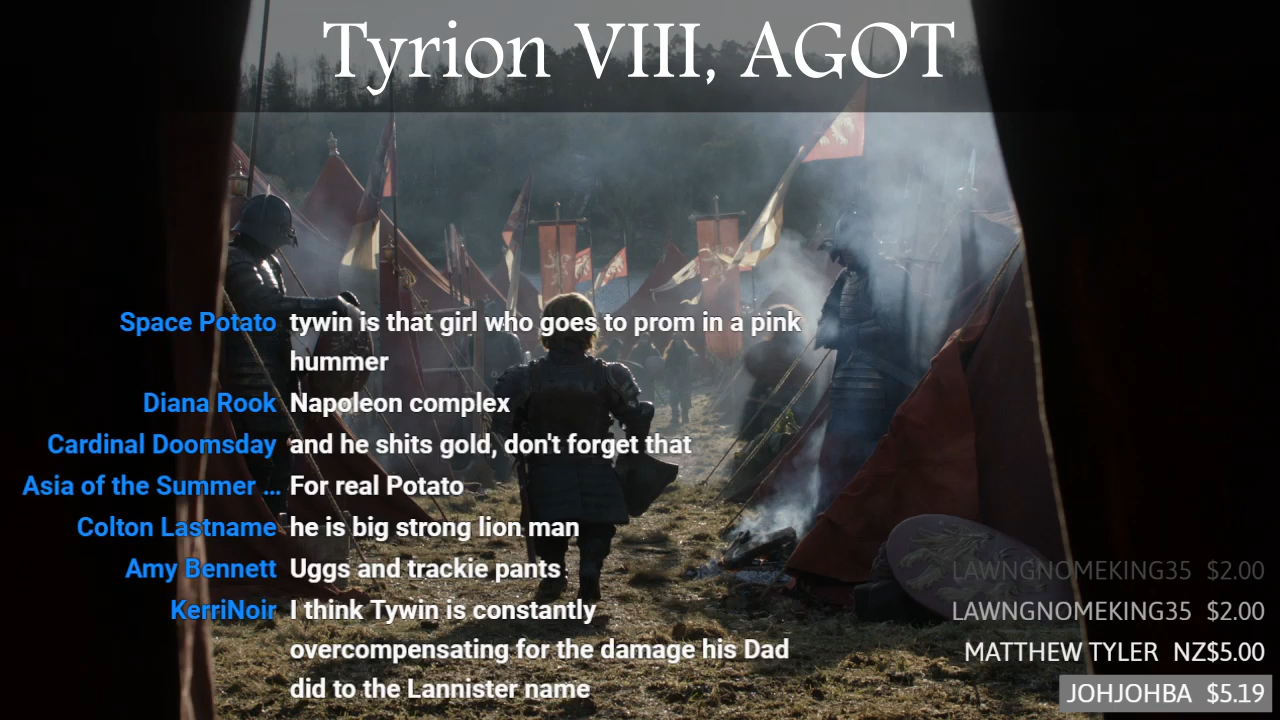 Tyrion VIII, AGOT
Space Potato tywin is that girl who goes to prom in a pink
hummer
Diana Rook Napoleon complex
Cardinal Doomsday and he shits gold, don't forget that
Asia of the Summer ... For real Potato
Colton Lastname he is big strong lion man
Amy Bennett Uggs and trackie pants
KerriNoir I think Tywin is constantly
overcompensating for the damage his Dad
did to the Lannister name
LAWNGNOMEKING35 $2.00
LAWNGNOMEKING35 $2.00
MATTHEW TYLER NZ$5.00
JOHJOHBA $5.19